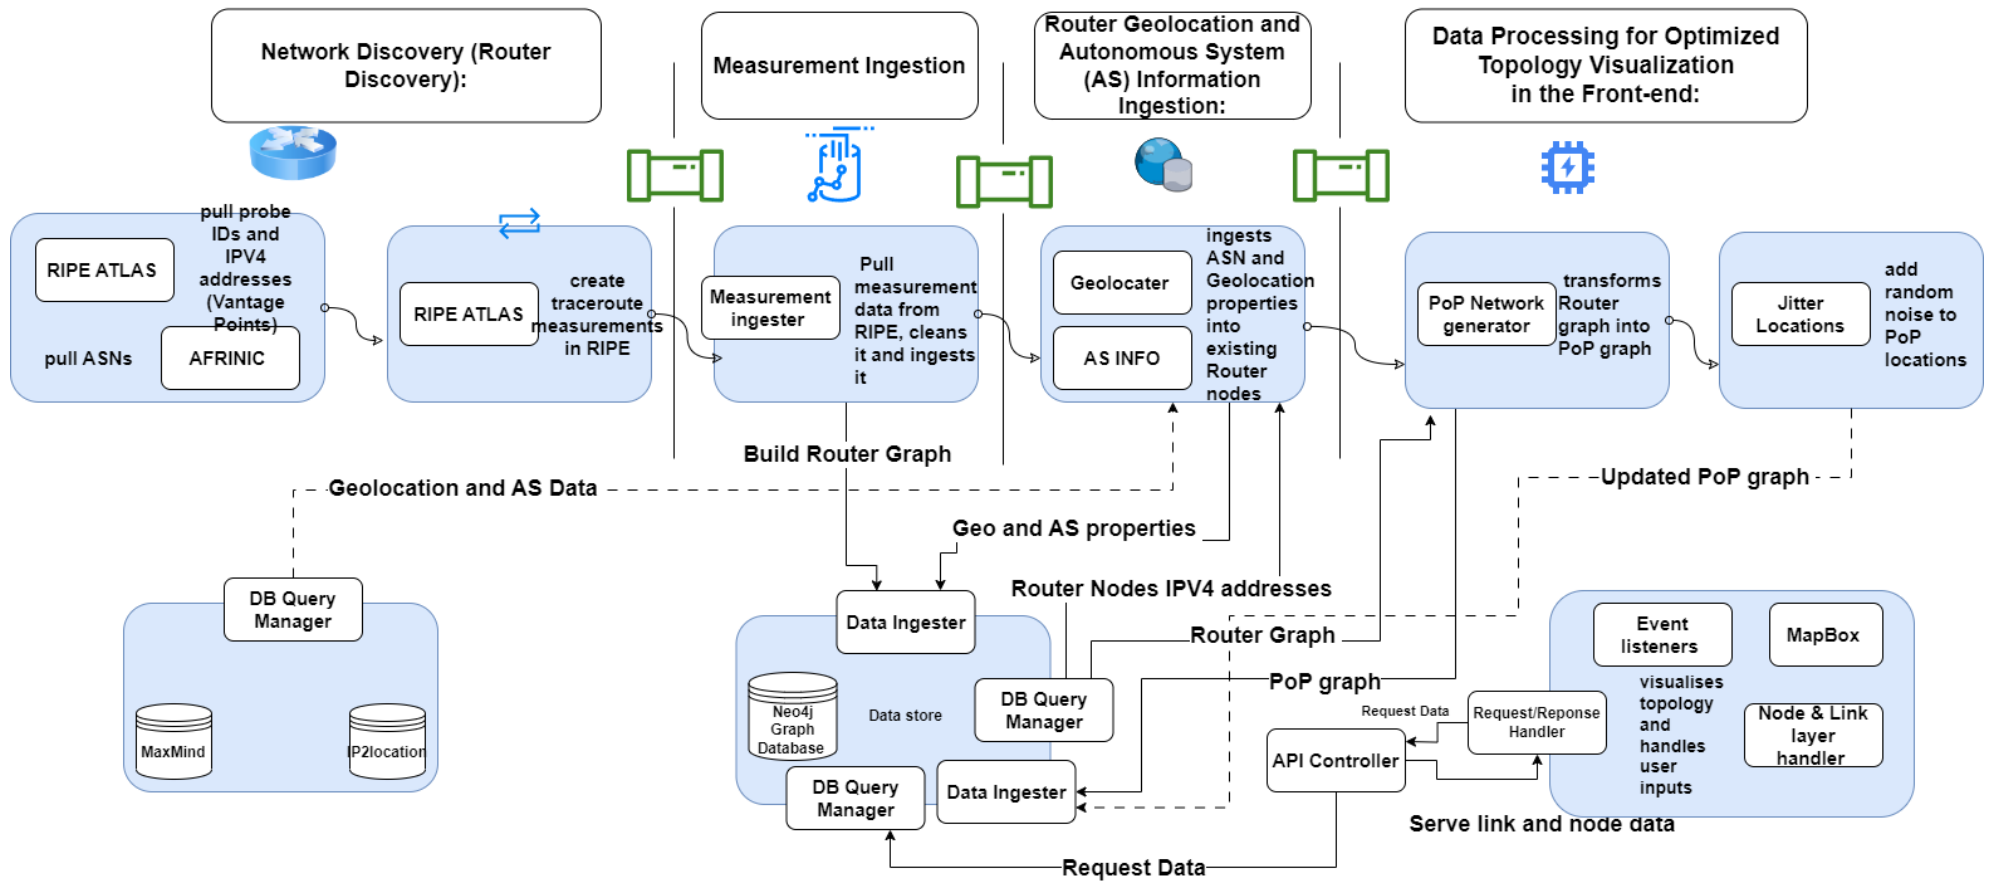 Network Discovery (Router
Discovery):
Measurement Ingestion
Router Geolocation and
Autonomous System
(AS) Information
Ingestion:
Data Processing for Optimized
Topology Visualization
in the Front-end:
RIPE ATLAS
pull probe
IDs and
IPV4
addresses
(Vantage
Points)
pull ASNs
AFRINIC
RIPE ATLAS
create
traceroute
measurements
in RIPE
Measurement
ingester
Pull
measurement
data from
RIPE, cleans
it and ingests
it
Geolocater
AS INFO
ingests
ASN and
Geolocation
properties
into
existing
Router
nodes
PoP Network
generator
transforms
Router
graph into
PoP graph
Jitter
Locations
add
random
noise to
PoP
locations
Build Router Graph
Geolocation and AS Data
Updated PoP graph
Geo and AS properties
Router Nodes IPV4 addresses
Router Graph
PoP graph
DB Query
Manager
MaxMind
IP2location
Data Ingester
Neo4j
Graph
Database
Data store
DB Query
Manager
DB Query
Manager
Data Ingester
Request Data
API Controller
Request Data
Request/Reponse
Handler
Event
listeners
MapBox
visualises
topology
and
handles
user
inputs
Node & Link
layer
handler
Serve link and node data